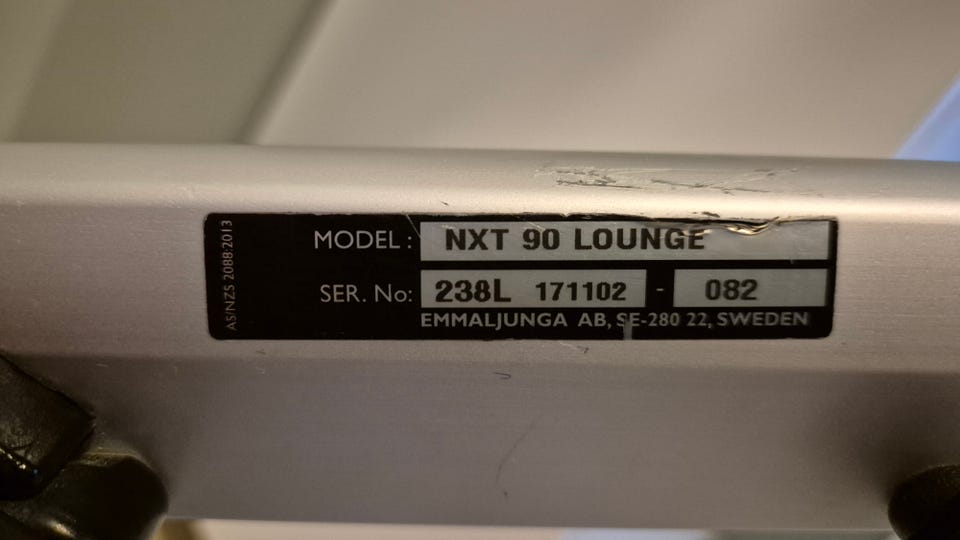 AS/NZS 2088:2013
MODEL : NXT 90 LOUNGE
SER. No: 238L 171102 - 082
EMMALJUNGA AB, SE-280 22, SWEDEN